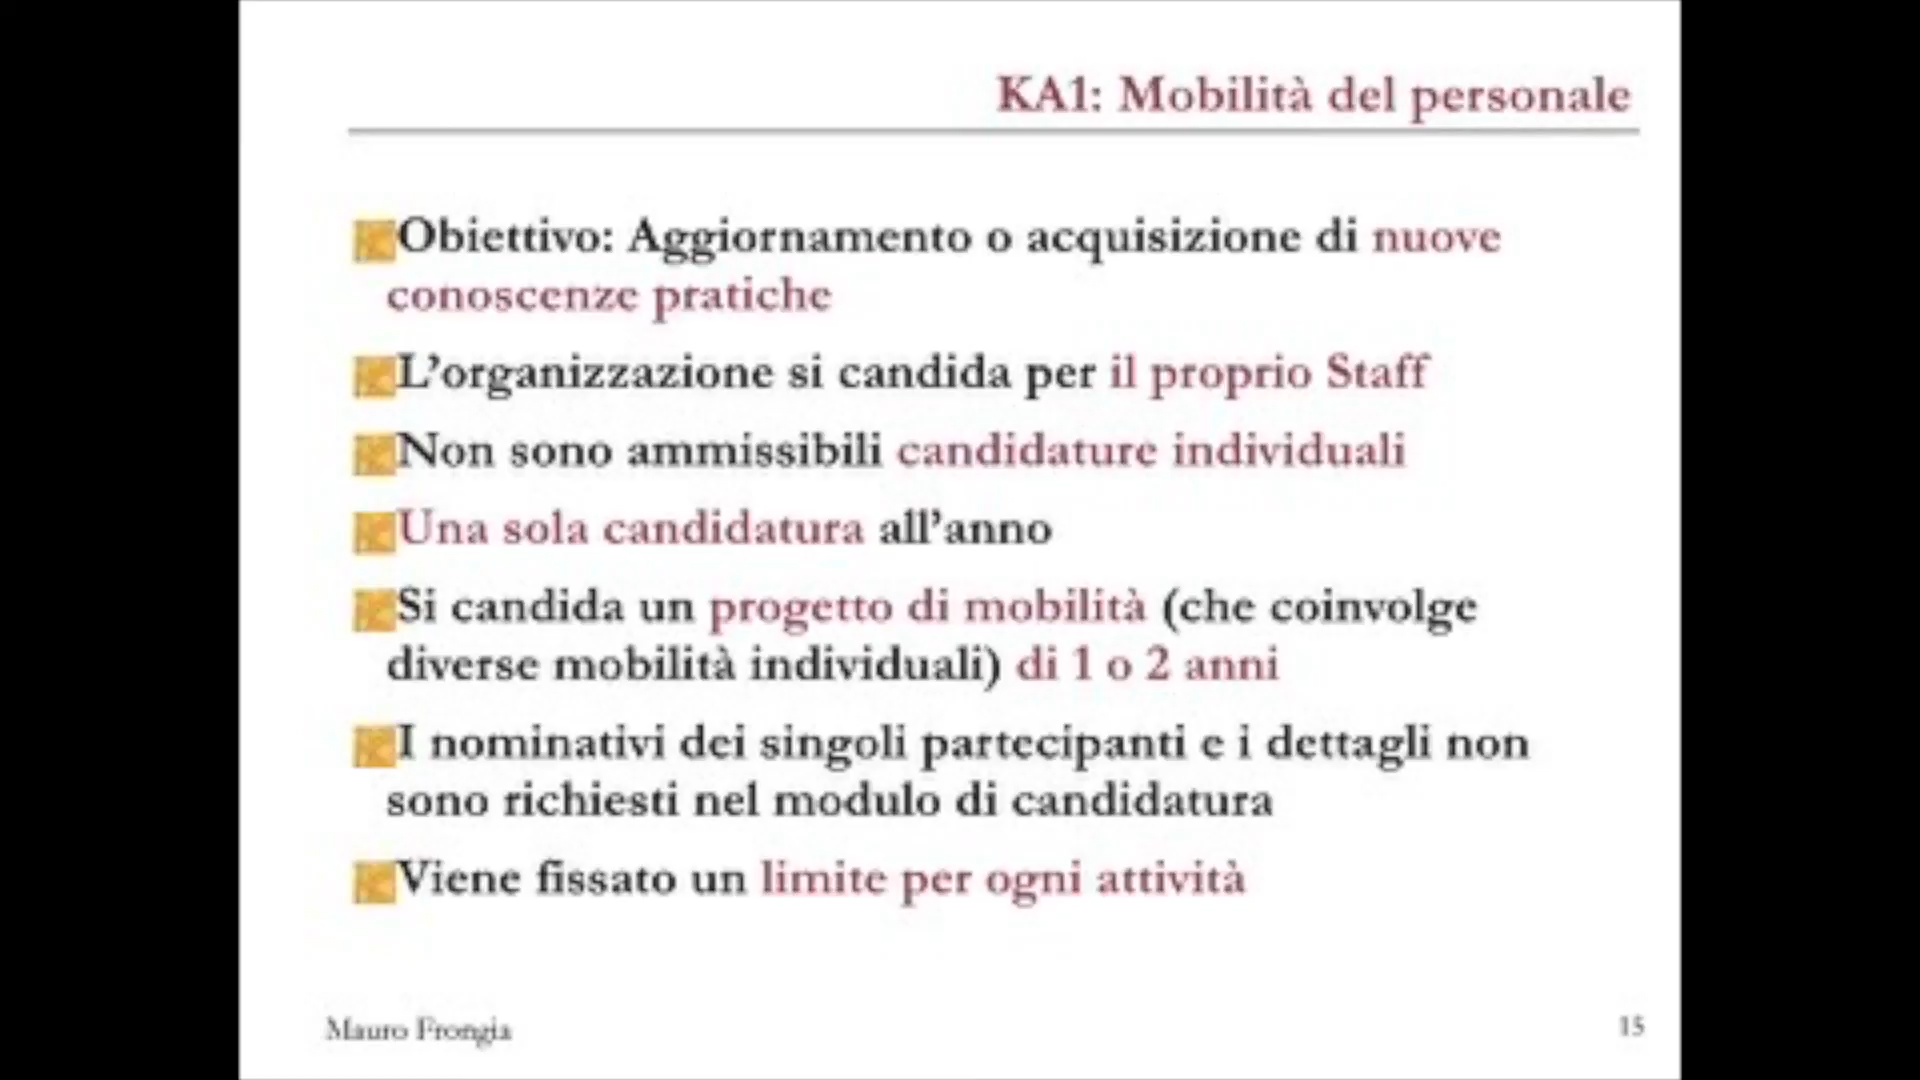 KA1: Mobilità del personale
Obiettivo: Aggiornamento o acquisizione di nuove
conoscenze pratiche
L’organizzazione si candida per il proprio Staff
Non sono ammissibili candidature individuali
Una sola candidatura all’anno
Si candida un progetto di mobilità (che coinvolge
diverse mobilità individuali) di 1 o 2 anni
I nominativi dei singoli partecipanti e i dettagli non
sono richiesti nel modulo di candidatura
Viene fissato un limite per ogni attività
Mauro Frongia
15